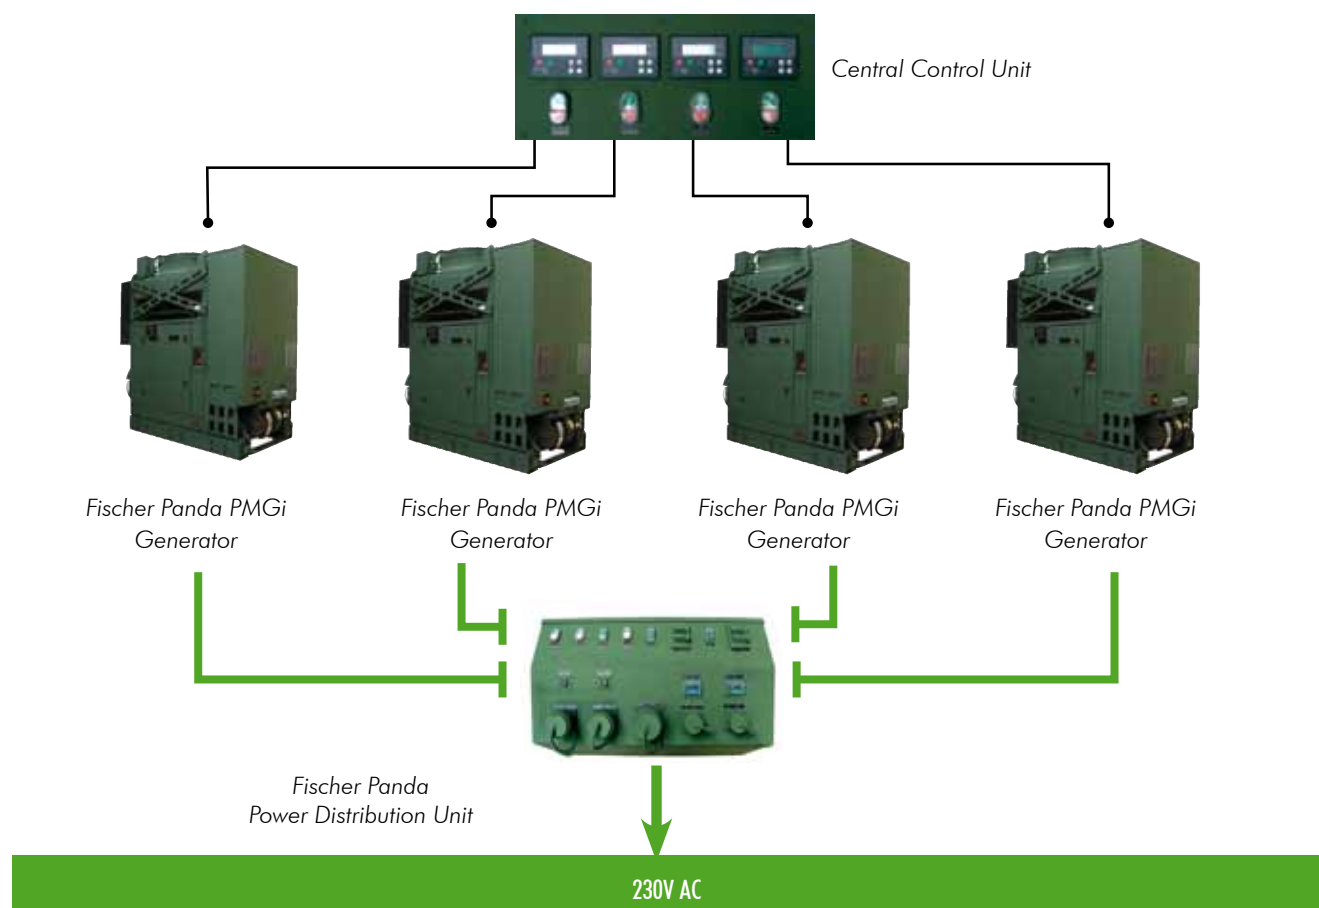 Central Control Unit
Fischer Panda PMGi
Generator
Fischer Panda PMGi
Generator
Fischer Panda PMGi
Generator
Fischer Panda PMGi
Generator
Fischer Panda
Power Distribution Unit
230V AC